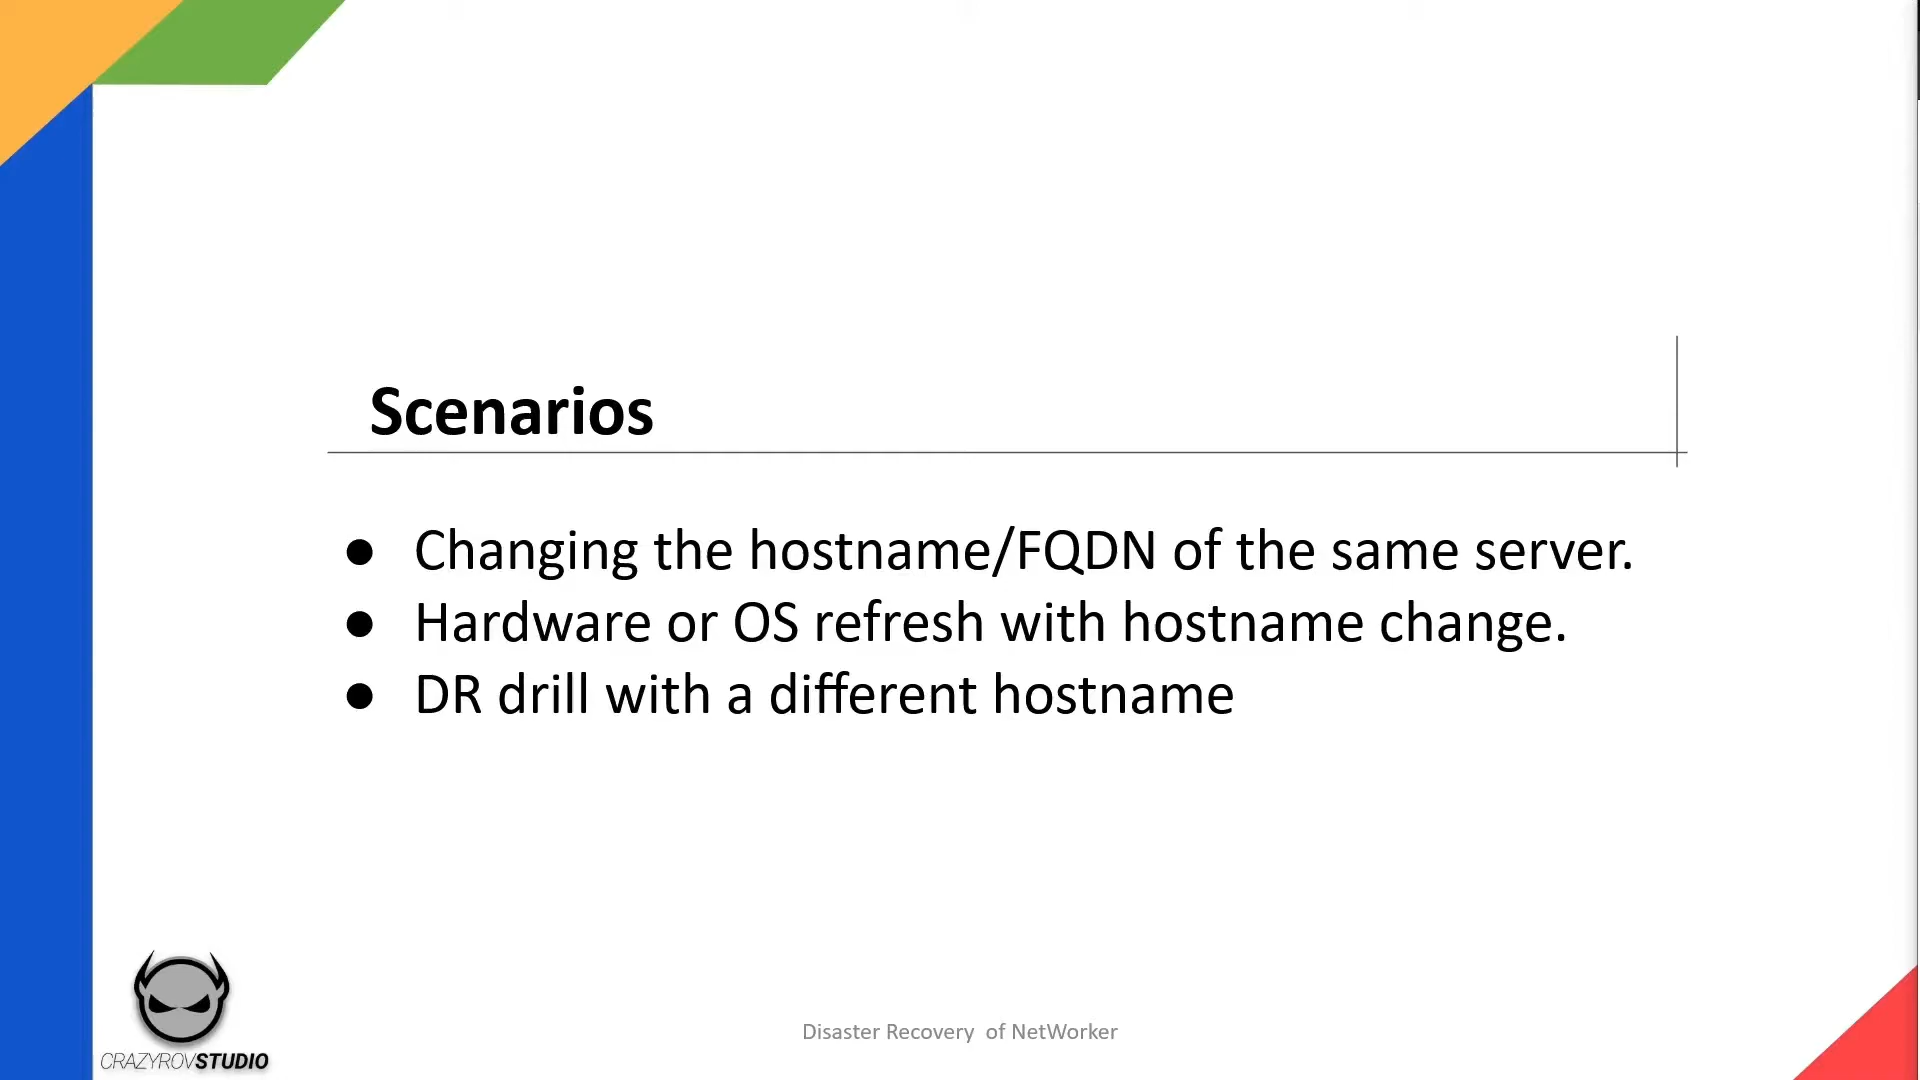 Scenarios
● Changing the hostname/FQDN of the same server.
● Hardware or OS refresh with hostname change.
● DR drill with a different hostname
CRAZYROVSTUDIO
Disaster Recovery of NetWorker